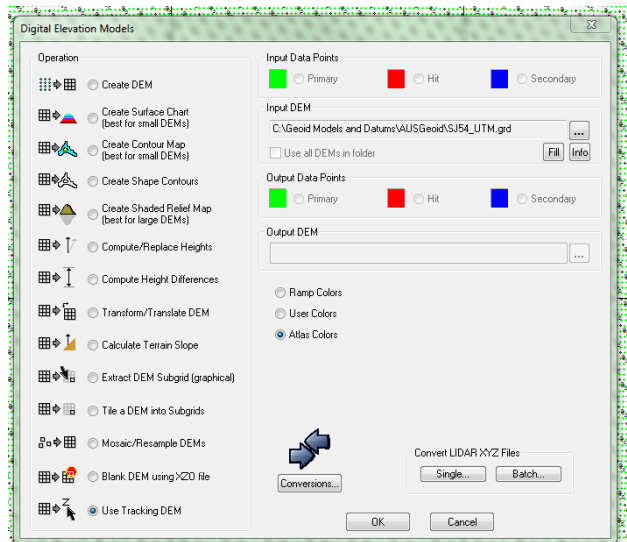 Digital Elevation Models
Operation
Create DEM
Create Surface Chart
(best for small DEMs)
Create Contour Map
(best for small DEMs)
Create Shape Contours
Create Shaded Relief Map
(best for large DEMs)
Compute/Replace Heights
Compute Height Differences
Transform/Translate DEM
Calculate Terrain Slope
Extract DEM Subgrid (graphical)
Tile a DEM into Subgrids
Mosaic/Resample DEMs
Blank DEM using XZO file
Z
Use Tracking DEM
Input Data Points
Primary
Hit
Secondary
Input DEM
C:\Geoid Models and Datums\AUSGeoid\SJ54_UTM.grd
...
Use all DEMs in folder
Fill
Info
Output Data Points
Primary
Hit
Secondary
Output DEM
...
Ramp Colors
User Colors
Atlas Colors
Conversions...
Convert LIDAR XYZ Files
Single...
Batch...
OK
Cancel